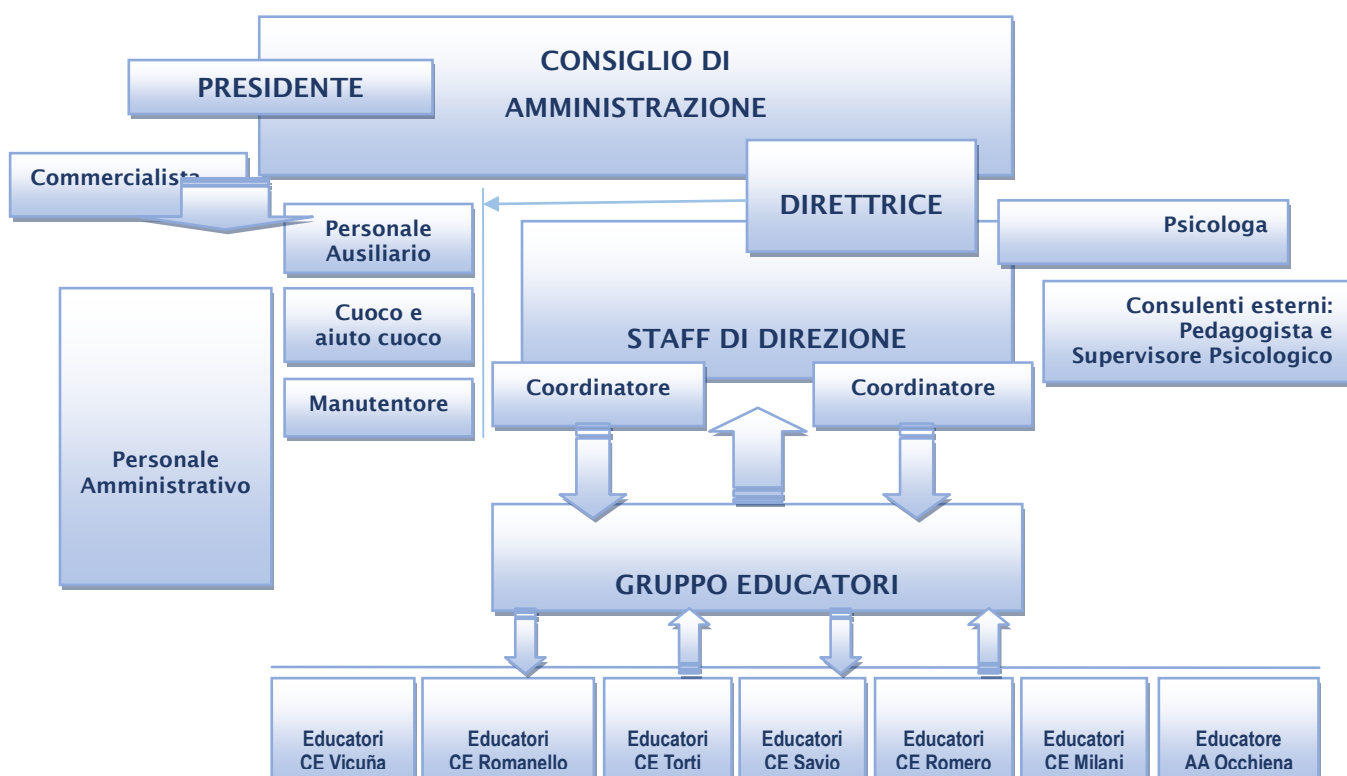 CONSIGLIO DI
AMMINISTRAZIONE
PRESIDENTE
Commercialista
DIRETTRICE
Personale
Ausiliario
Psicologa
Cuoco e
aiuto cuoco
Consulenti esterni:
Pedagogista e
Supervisore Psicologico
STAFF DI DIREZIONE
Manutentore
Coordinatore
Coordinatore
Personale
Amministrativo
GRUPPO EDUCATORI
Educatori
CE Vicuña
Educatori
CE Romanello
Educatori
CE Torti
Educatori
CE Savio
Educatori
CE Romero
Educatori
CE Milani
Educatore
AA Occhiena